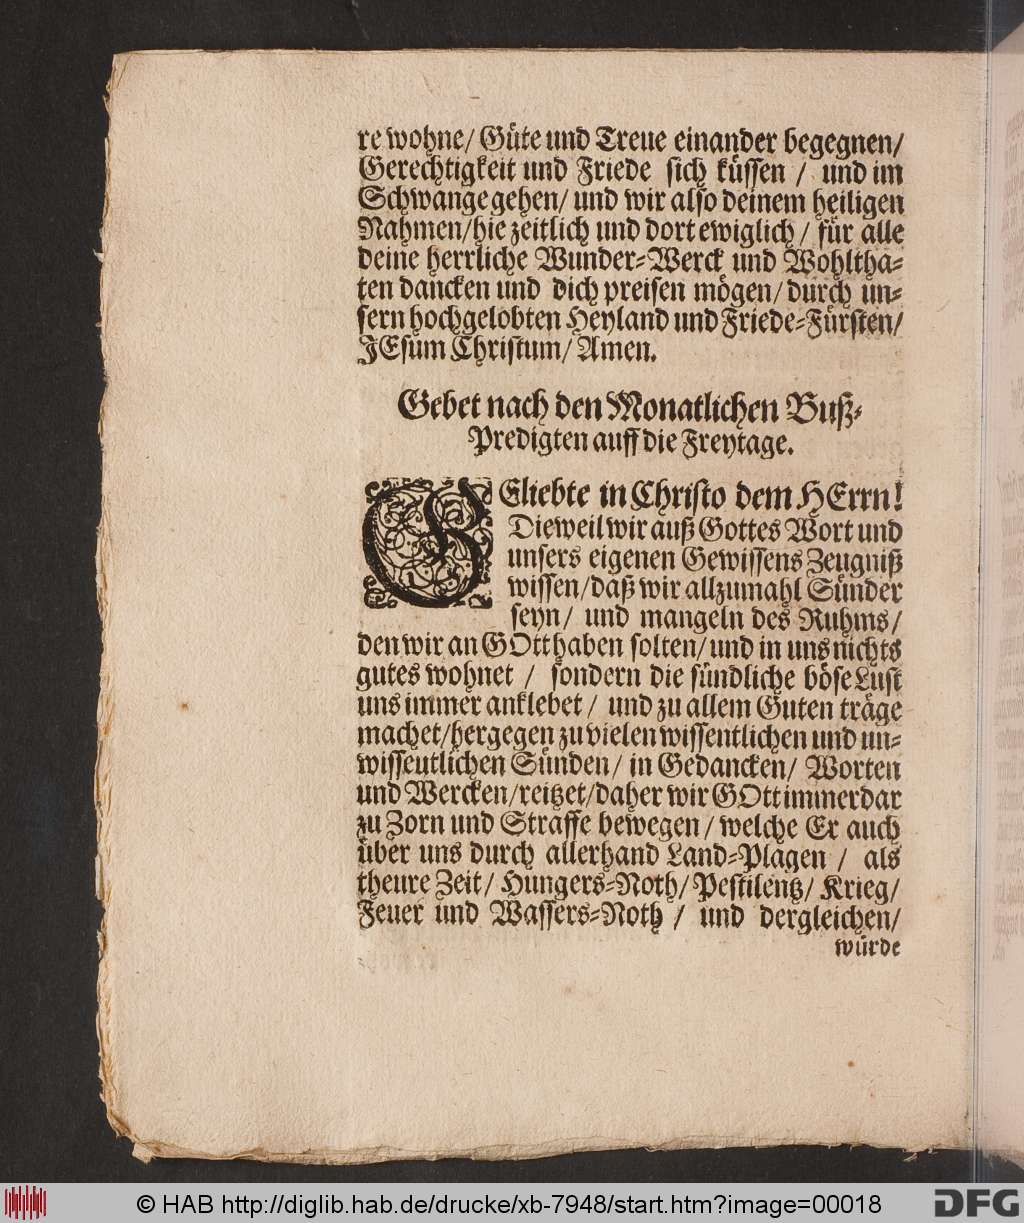 re wohne/ Güte und Treue einander begegnen/
Gerechtigkeit und Friede sich küssen / und im
Schwange gehen/ und wir also deinem heiligen
Nahmen/hie zeitlich und dort ewiglich/ für alle
deine herrliche Wunder-Werck und Wohltha-
ten dancken und dich preisen mögen/ durch un-
sern hochgelobten Heyland und Friede-Fürsten/
JEsum Christum/ Amen.
Gebet nach den Monatlichen Buß-
Predigten auff die Freytage.
GEliebte in Christo dem HErrn!
Dieweil wir auß Gottes Wort und
unsers eigenen Gewissens Zeugniß
wissen/daß wir allzumahl Sünder
seyn/ und mangeln des Ruhms/
den wir an GOtt haben solten/und in uns nichts
gutes wohnet / sondern die sündliche böse Lust
uns immer anklebet / und zu allem Guten träge
machet/hergegen zu vielen wissentlichen und un-
wisseutlichen Sünden/ in Gedancken/ Worten
und Wercken/reitzet/daher wir GOtt immerdar
zu Zorn und Straffe bewegen/ welche Er auch
über uns durch allerhand Land-Plagen / als
theure Zeit/ Hungers-Noth/ Pestilentz/ Krieg/
Feuer und Wassers-Noth / und dergleichen/
würde
© HAB http://diglib.hab.de/drucke/xb-7948/start.htm?image=00018
DFG